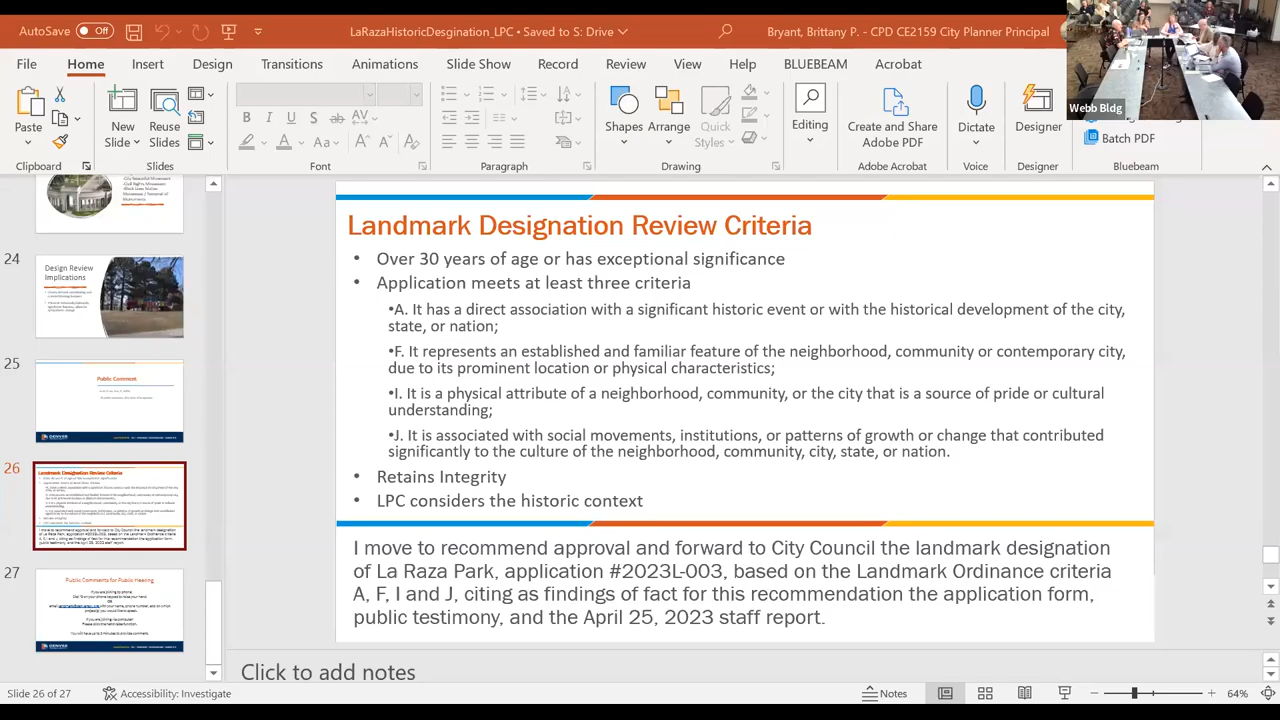 AutoSave Off LaRazaHistoricDesgination_LPC • Saved to S: Drive Bryant, Brittany P. - CPD CE2159 City Planner Principal
File Home Insert Design Transitions Animations Slide Show Record Review View Help BLUEBEAM Acrobat
Webb Bldg
Paste
New
Slide
Reuse
Slides
B I U S ab AV
Aa A
Shapes Arrange
Quick
Styles
Editing
Create and Share
Adobe PDF
Dictate
Designer
Batch PDF
Clipboard Slides Font Paragraph Drawing Adobe Acrobat Voice Designer Bluebeam
24
Design Review
Implications
25
Public Comment
26
Landmark Designation Review Criteria
27
Public Comments for Public Hearing
Landmark Designation Review Criteria
• Over 30 years of age or has exceptional significance
• Application meets at least three criteria
•A. It has a direct association with a significant historic event or with the historical development of the city,
state, or nation;
•F. It represents an established and familiar feature of the neighborhood, community or contemporary city,
due to its prominent location or physical characteristics;
•I. It is a physical attribute of a neighborhood, community, or the city that is a source of pride or cultural
understanding;
•J. It is associated with social movements, institutions, or patterns of growth or change that contributed
significantly to the culture of the neighborhood, community, city, state, or nation.
• Retains Integrity
• LPC considers the historic context
I move to recommend approval and forward to City Council the landmark designation
of La Raza Park, application #2023L-003, based on the Landmark Ordinance criteria
A, F, I and J, citing as findings of fact for this recommendation the application form,
public testimony, and the April 25, 2023 staff report.
Click to add notes
Slide 26 of 27 Accessibility: Investigate Notes 64%